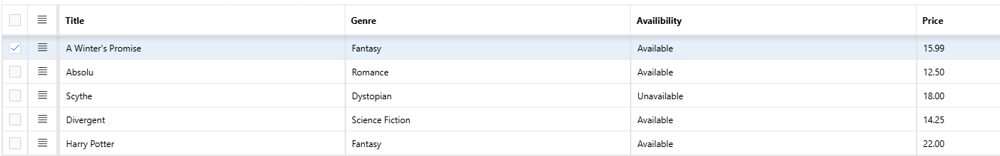 Title Genre Availibility Price
A Winter's Promise Fantasy Available 15.99
Absolu Romance Available 12.50
Scythe Dystopian Unavailable 18.00
Divergent Science Fiction Available 14.25
Harry Potter Fantasy Available 22.00